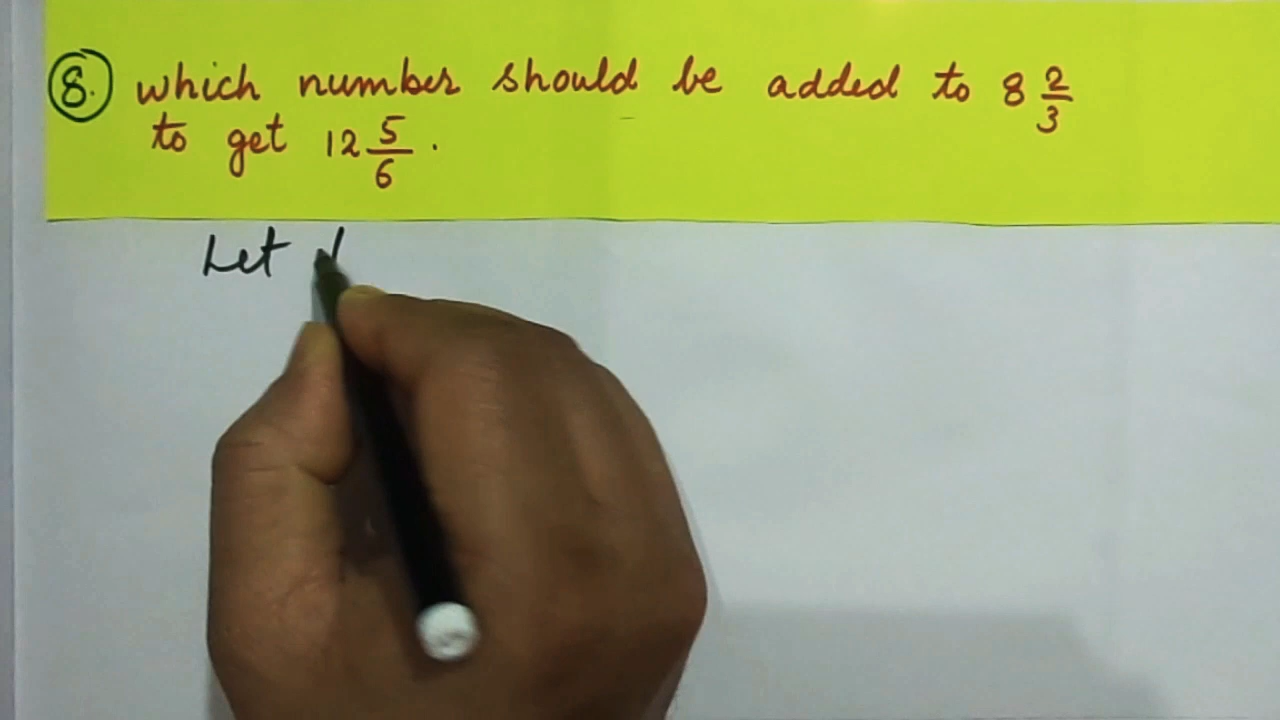 8. which number should be added to 8 2/3
to get 12 5/6 .
Let